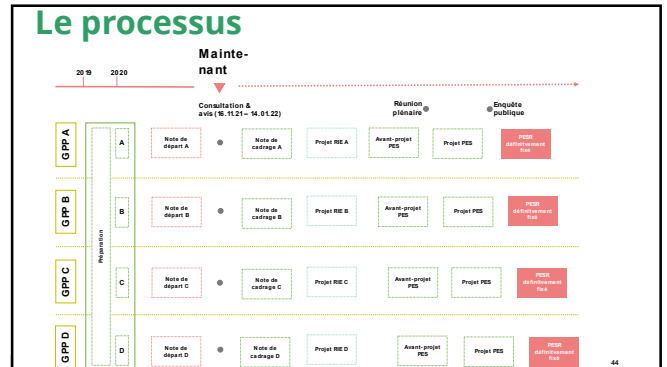 Le processus
Mainte-
nant
2019 2020
Consultation &
avis (16.11.21 – 14.01.22)
Réunion
plénaire
Enquête
publique
Préparation
GPP A
A
Note de
départ A
Note de
cadrage A
Projet RIE A
Avant-projet
PES
Projet PES
PESR
définitivement
fixé
GPP B
B
Note de
départ B
Note de
cadrage B
Projet RIE B
Avant-projet
PES
Projet PES
PESR
définitivement
fixé
GPP C
C
Note de
départ C
Note de
cadrage C
Projet RIE C
Avant-projet
PES
Projet PES
PESR
définitivement
fixé
GPP D
D
Note de
départ D
Note de
cadrage D
Projet RIE D
Avant-projet
PES
Projet PES
PESR
définitivement
fixé
44